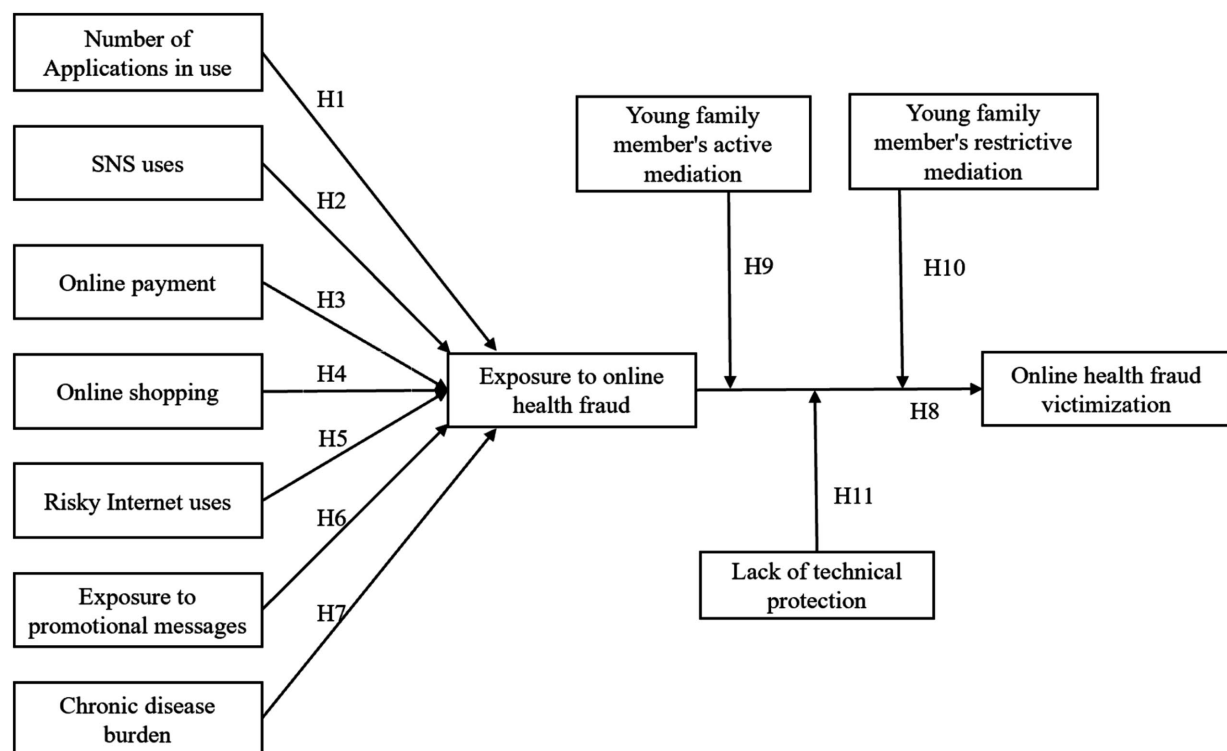 Number of
Applications in use
SNS uses
Online payment
Online shopping
Risky Internet uses
Exposure to
promotional messages
Chronic disease
burden
H1
H2
H3
H4
H5
H6
H7
Exposure to online
health fraud
Young family
member's active
mediation
Young family
member's restrictive
mediation
H9
H10
H8
H11
Lack of technical
protection
Online health fraud
victimization